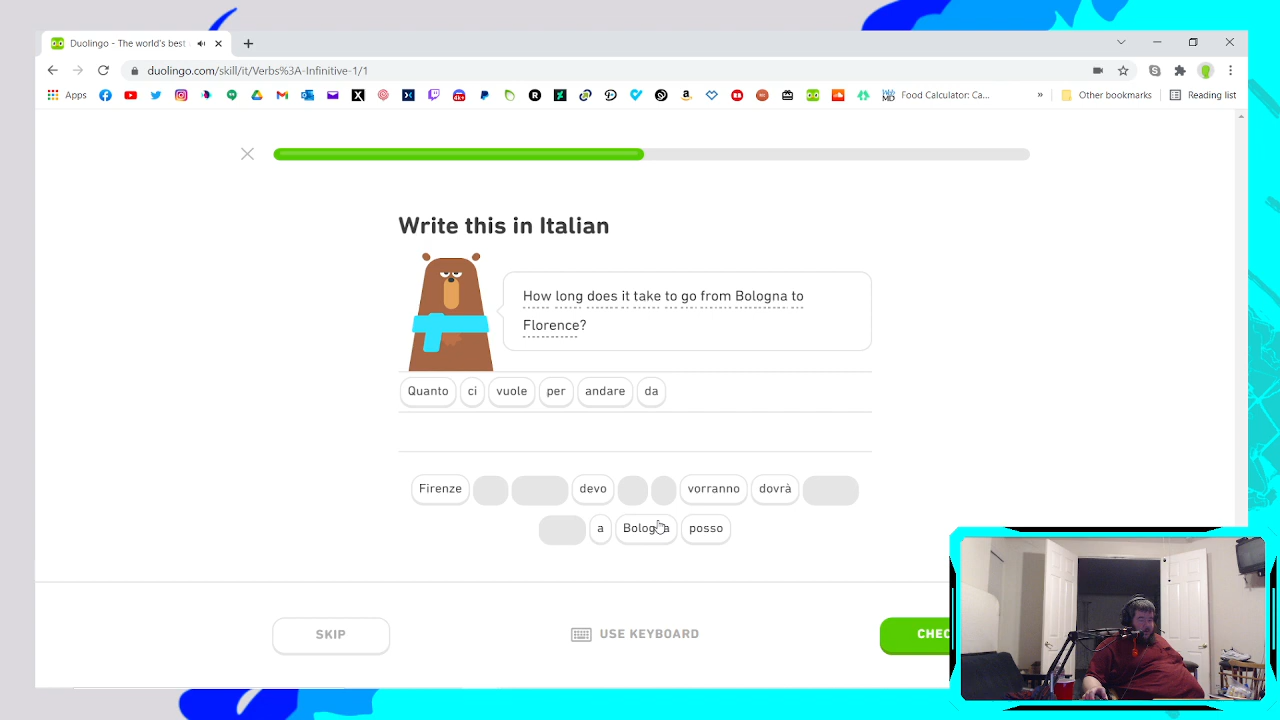 Duolingo - The world's best
duolingo.com/skill/it/Verbs%3A-Infinitive-1/1
Apps
Food Calculator: Ca...
»
Other bookmarks
Reading list
Write this in Italian
How long does it take to go from Bologna to
Florence?
Quanto ci vuole per andare da
Firenze devo vorranno dovrà
a Bologna posso
SKIP
USE KEYBOARD
CHEC